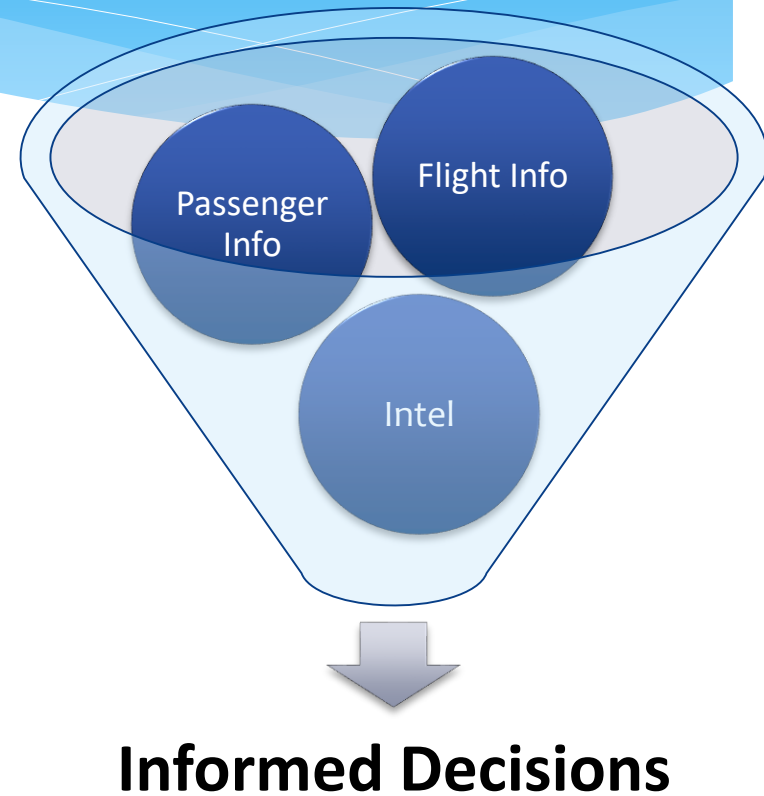 Passenger
Info
Flight Info
Intel
Informed Decisions